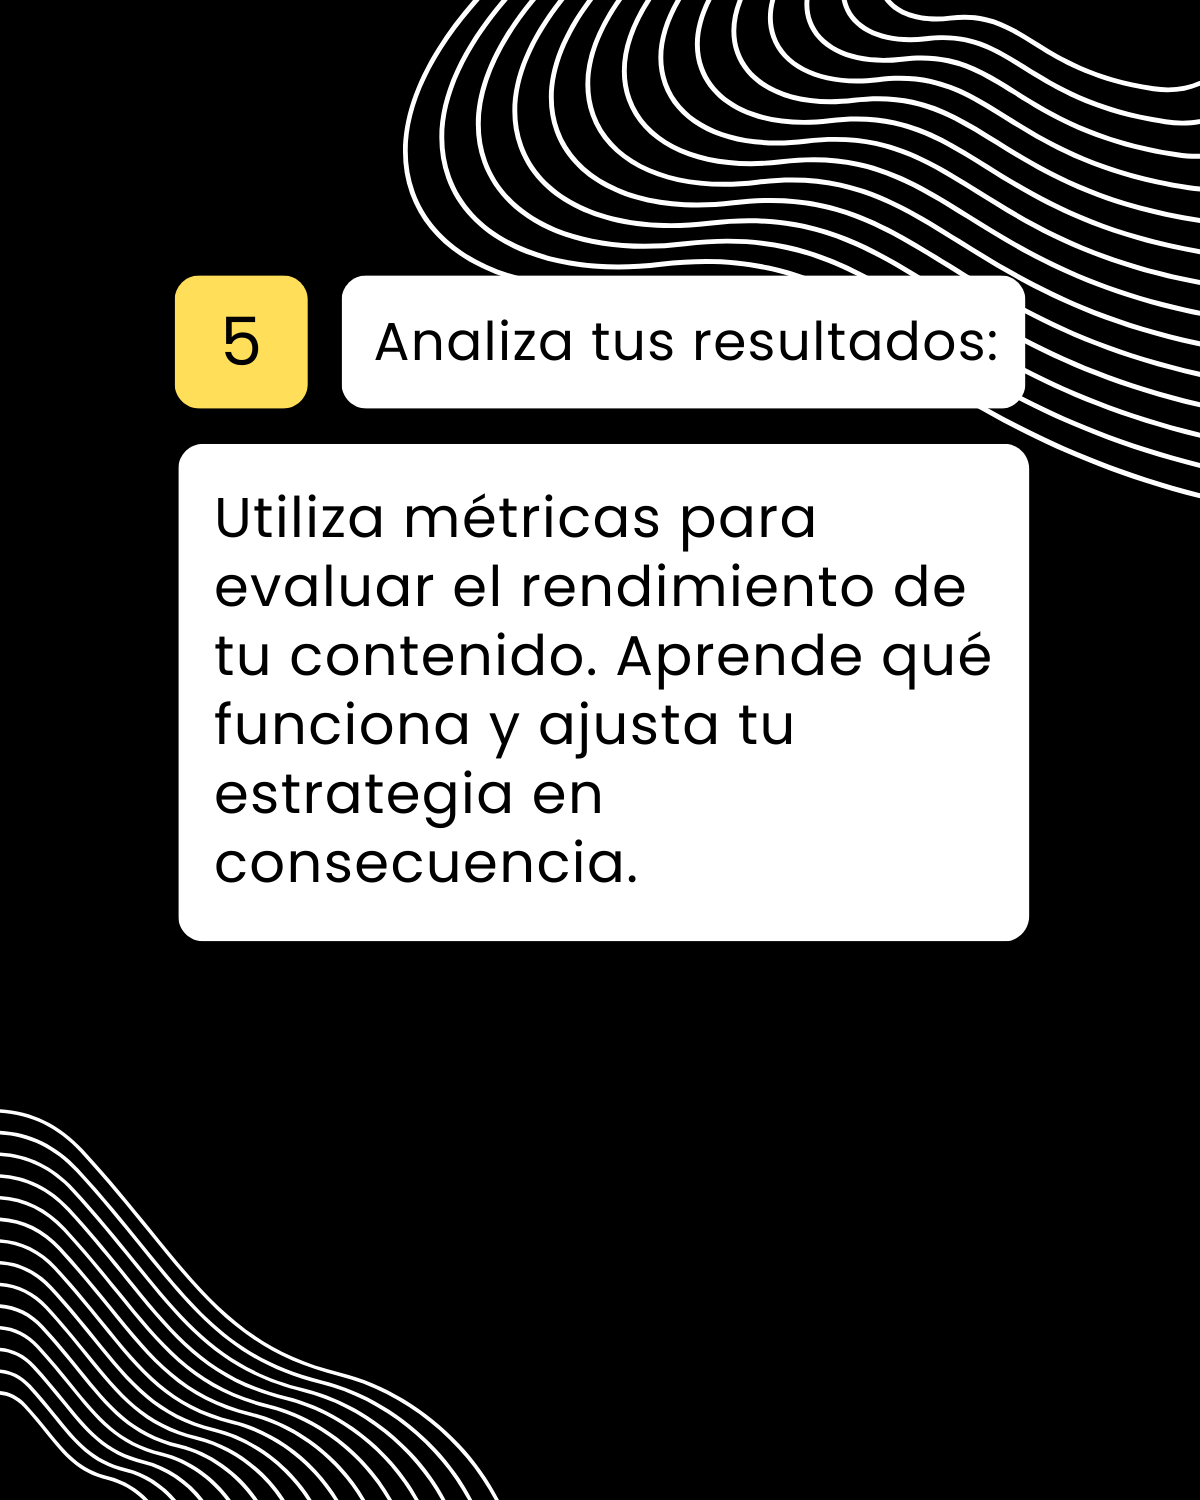 5
Analiza tus resultados:
Utiliza métricas para
evaluar el rendimiento de
tu contenido. Aprende qué
funciona y ajusta tu
estrategia en
consecuencia.